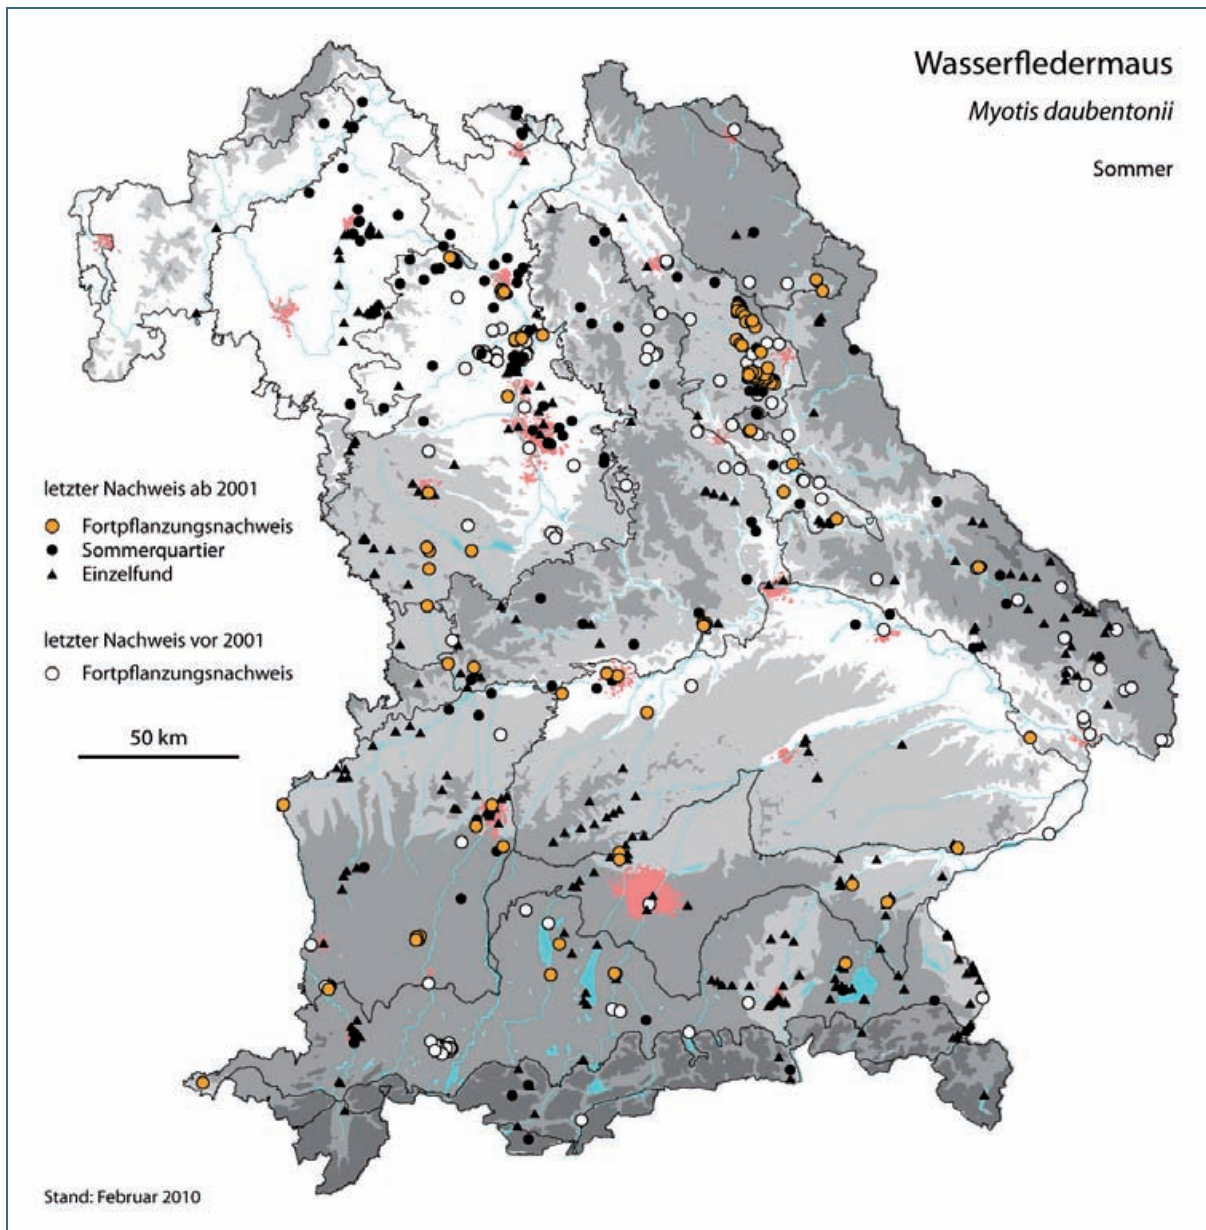 Wasserfledermaus
Myotis daubentonii
Sommer
letzter Nachweis ab 2001
Fortpflanzungsnachweis
Sommerquartier
Einzelfund
letzter Nachweis vor 2001
Fortpflanzungsnachweis
50 km
Stand: Februar 2010